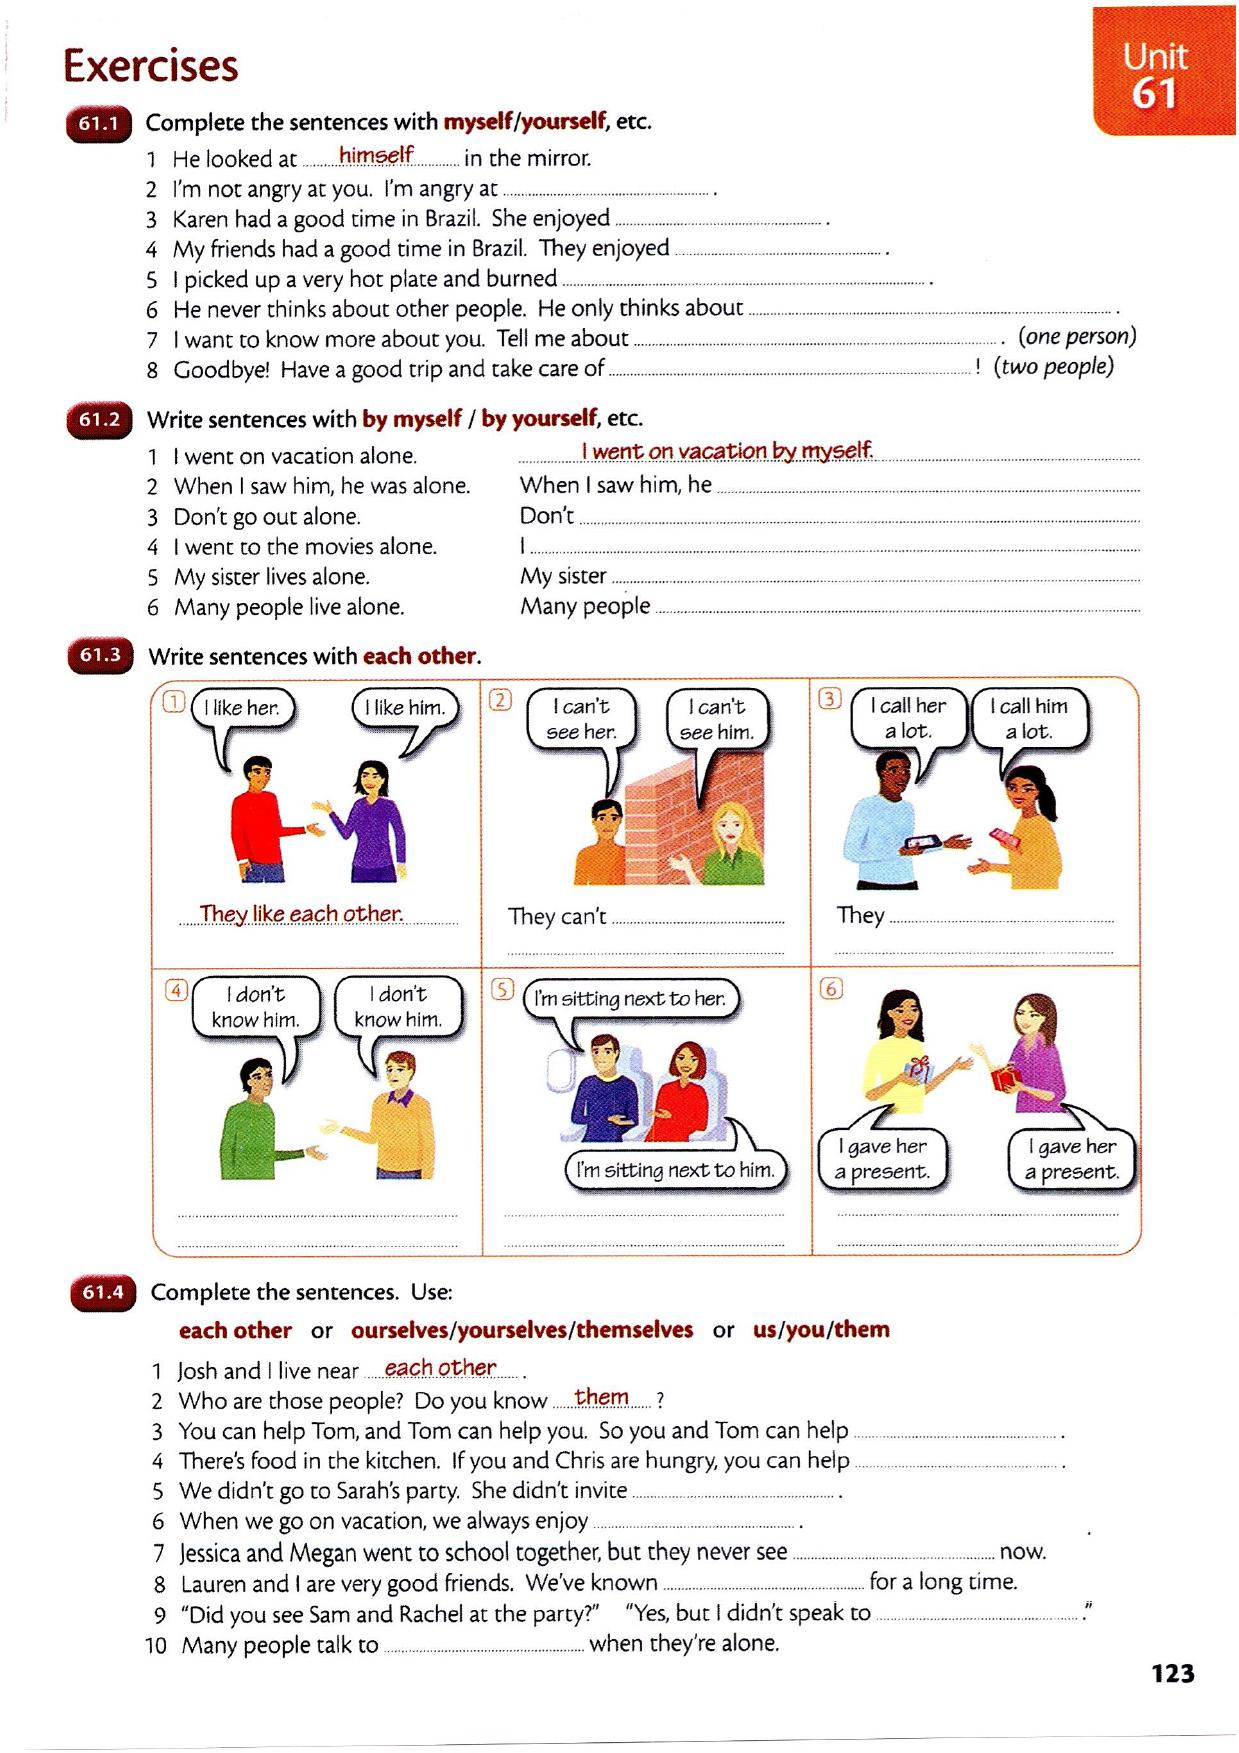 Exercises
Unit
61
61.1 Complete the sentences with myself/yourself, etc.
1 He looked at himself in the mirror.
2 I'm not angry at you. I'm angry at .
3 Karen had a good time in Brazil. She enjoyed .
4 My friends had a good time in Brazil. They enjoyed .
5 I picked up a very hot plate and burned .
6 He never thinks about other people. He only thinks about .
7 I want to know more about you. Tell me about . (one person)
8 Goodbye! Have a good trip and take care of ! (two people)
61.2 Write sentences with by myself / by yourself, etc.
1 I went on vacation alone. I went on vacation by myself.
2 When I saw him, he was alone. When I saw him, he
3 Don't go out alone. Don't
4 I went to the movies alone. I
5 My sister lives alone. My sister
6 Many people live alone. Many people
61.3 Write sentences with each other.
1
I like her.
I like him.
They like each other.
2
I can't
see her.
I can't
see him.
They can't
3
I call her
a lot.
I call him
a lot.
They
4
I don't
know him.
I don't
know him.
5
I'm sitting next to her.
I'm sitting next to him.
6
I gave her
a present.
I gave her
a present.
61.4 Complete the sentences. Use:
each other or ourselves/yourselves/themselves or us/you/them
1 Josh and I live near each other .
2 Who are those people? Do you know them ?
3 You can help Tom, and Tom can help you. So you and Tom can help .
4 There's food in the kitchen. If you and Chris are hungry, you can help .
5 We didn't go to Sarah's party. She didn't invite .
6 When we go on vacation, we always enjoy .
7 Jessica and Megan went to school together, but they never see now.
8 Lauren and I are very good friends. We've known for a long time.
9 "Did you see Sam and Rachel at the party?" "Yes, but I didn't speak to ."
10 Many people talk to when they're alone.
123